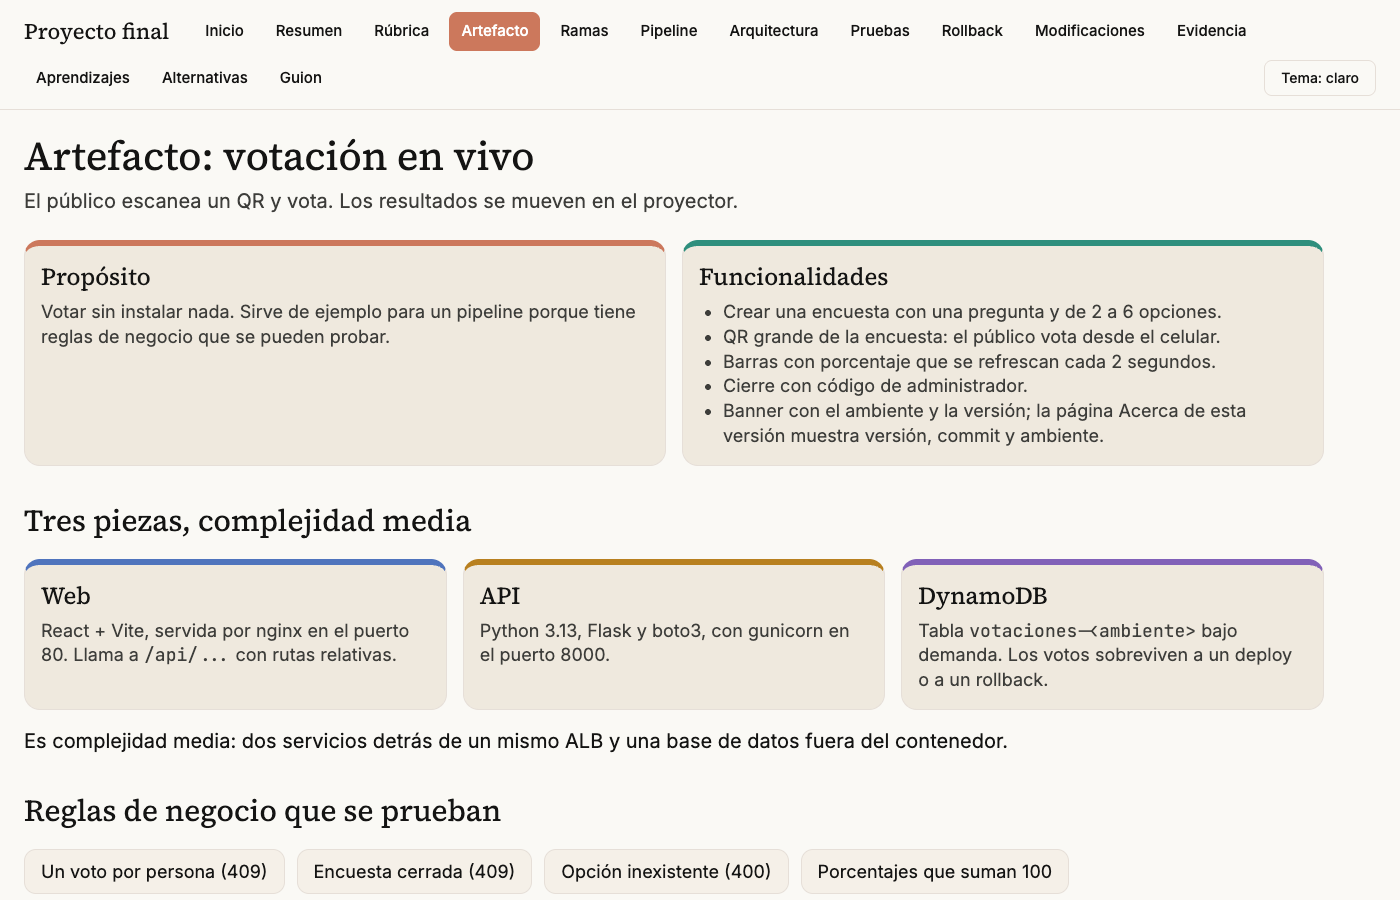 Proyecto final
Inicio
Resumen
Rúbrica
Artefacto
Ramas
Pipeline
Arquitectura
Pruebas
Rollback
Modificaciones
Evidencia
Aprendizajes
Alternativas
Guion
Tema: claro
Artefacto: votación en vivo
El público escanea un QR y vota. Los resultados se mueven en el proyector.
Propósito
Votar sin instalar nada. Sirve de ejemplo para un pipeline porque tiene
reglas de negocio que se pueden probar.
Funcionalidades
• Crear una encuesta con una pregunta y de 2 a 6 opciones.
• QR grande de la encuesta: el público vota desde el celular.
• Barras con porcentaje que se refrescan cada 2 segundos.
• Cierre con código de administrador.
• Banner con el ambiente y la versión; la página Acerca de esta
versión muestra versión, commit y ambiente.
Tres piezas, complejidad media
Web
React + Vite, servida por nginx en el puerto
80. Llama a /api/... con rutas relativas.
API
Python 3.13, Flask y boto3, con gunicorn en
el puerto 8000.
DynamoDB
Tabla votaciones-<ambiente> bajo
demanda. Los votos sobreviven a un deploy
o a un rollback.
Es complejidad media: dos servicios detrás de un mismo ALB y una base de datos fuera del contenedor.
Reglas de negocio que se prueban
Un voto por persona (409)
Encuesta cerrada (409)
Opción inexistente (400)
Porcentajes que suman 100